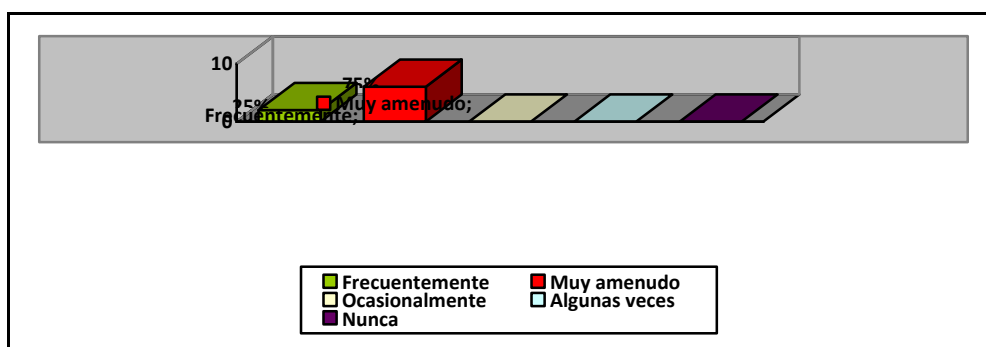 10
75%
Muy amenudo;
25%
Frecuentemente;
0
Frecuentemente
Muy amenudo
Ocasionalmente
Algunas veces
Nunca